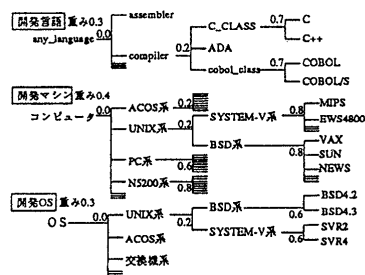 開発言語 重み0.3
any_language 0.0
assembler
compiler 0.2
C_CLASS 0.7
C
C++
ADA
cobol_class 0.7
COBOL
COBOL/S
開発マシン 重み0.4
コンピュータ 0.0
ACOS系 0.2
UNIX系 0.2
SYSTEM-V系 0.8
MIPS
EWS4800
BSD系 0.8
VAX
SUN
NEWS
PC系 0.6
N5200系 0.8
開発OS 重み0.3
OS 0.0
UNIX系 0.2
BSD系 0.6
BSD4.2
BSD4.3
SYSTEM-V系 0.6
SVR2
SVR4
ACOS系
交換機系